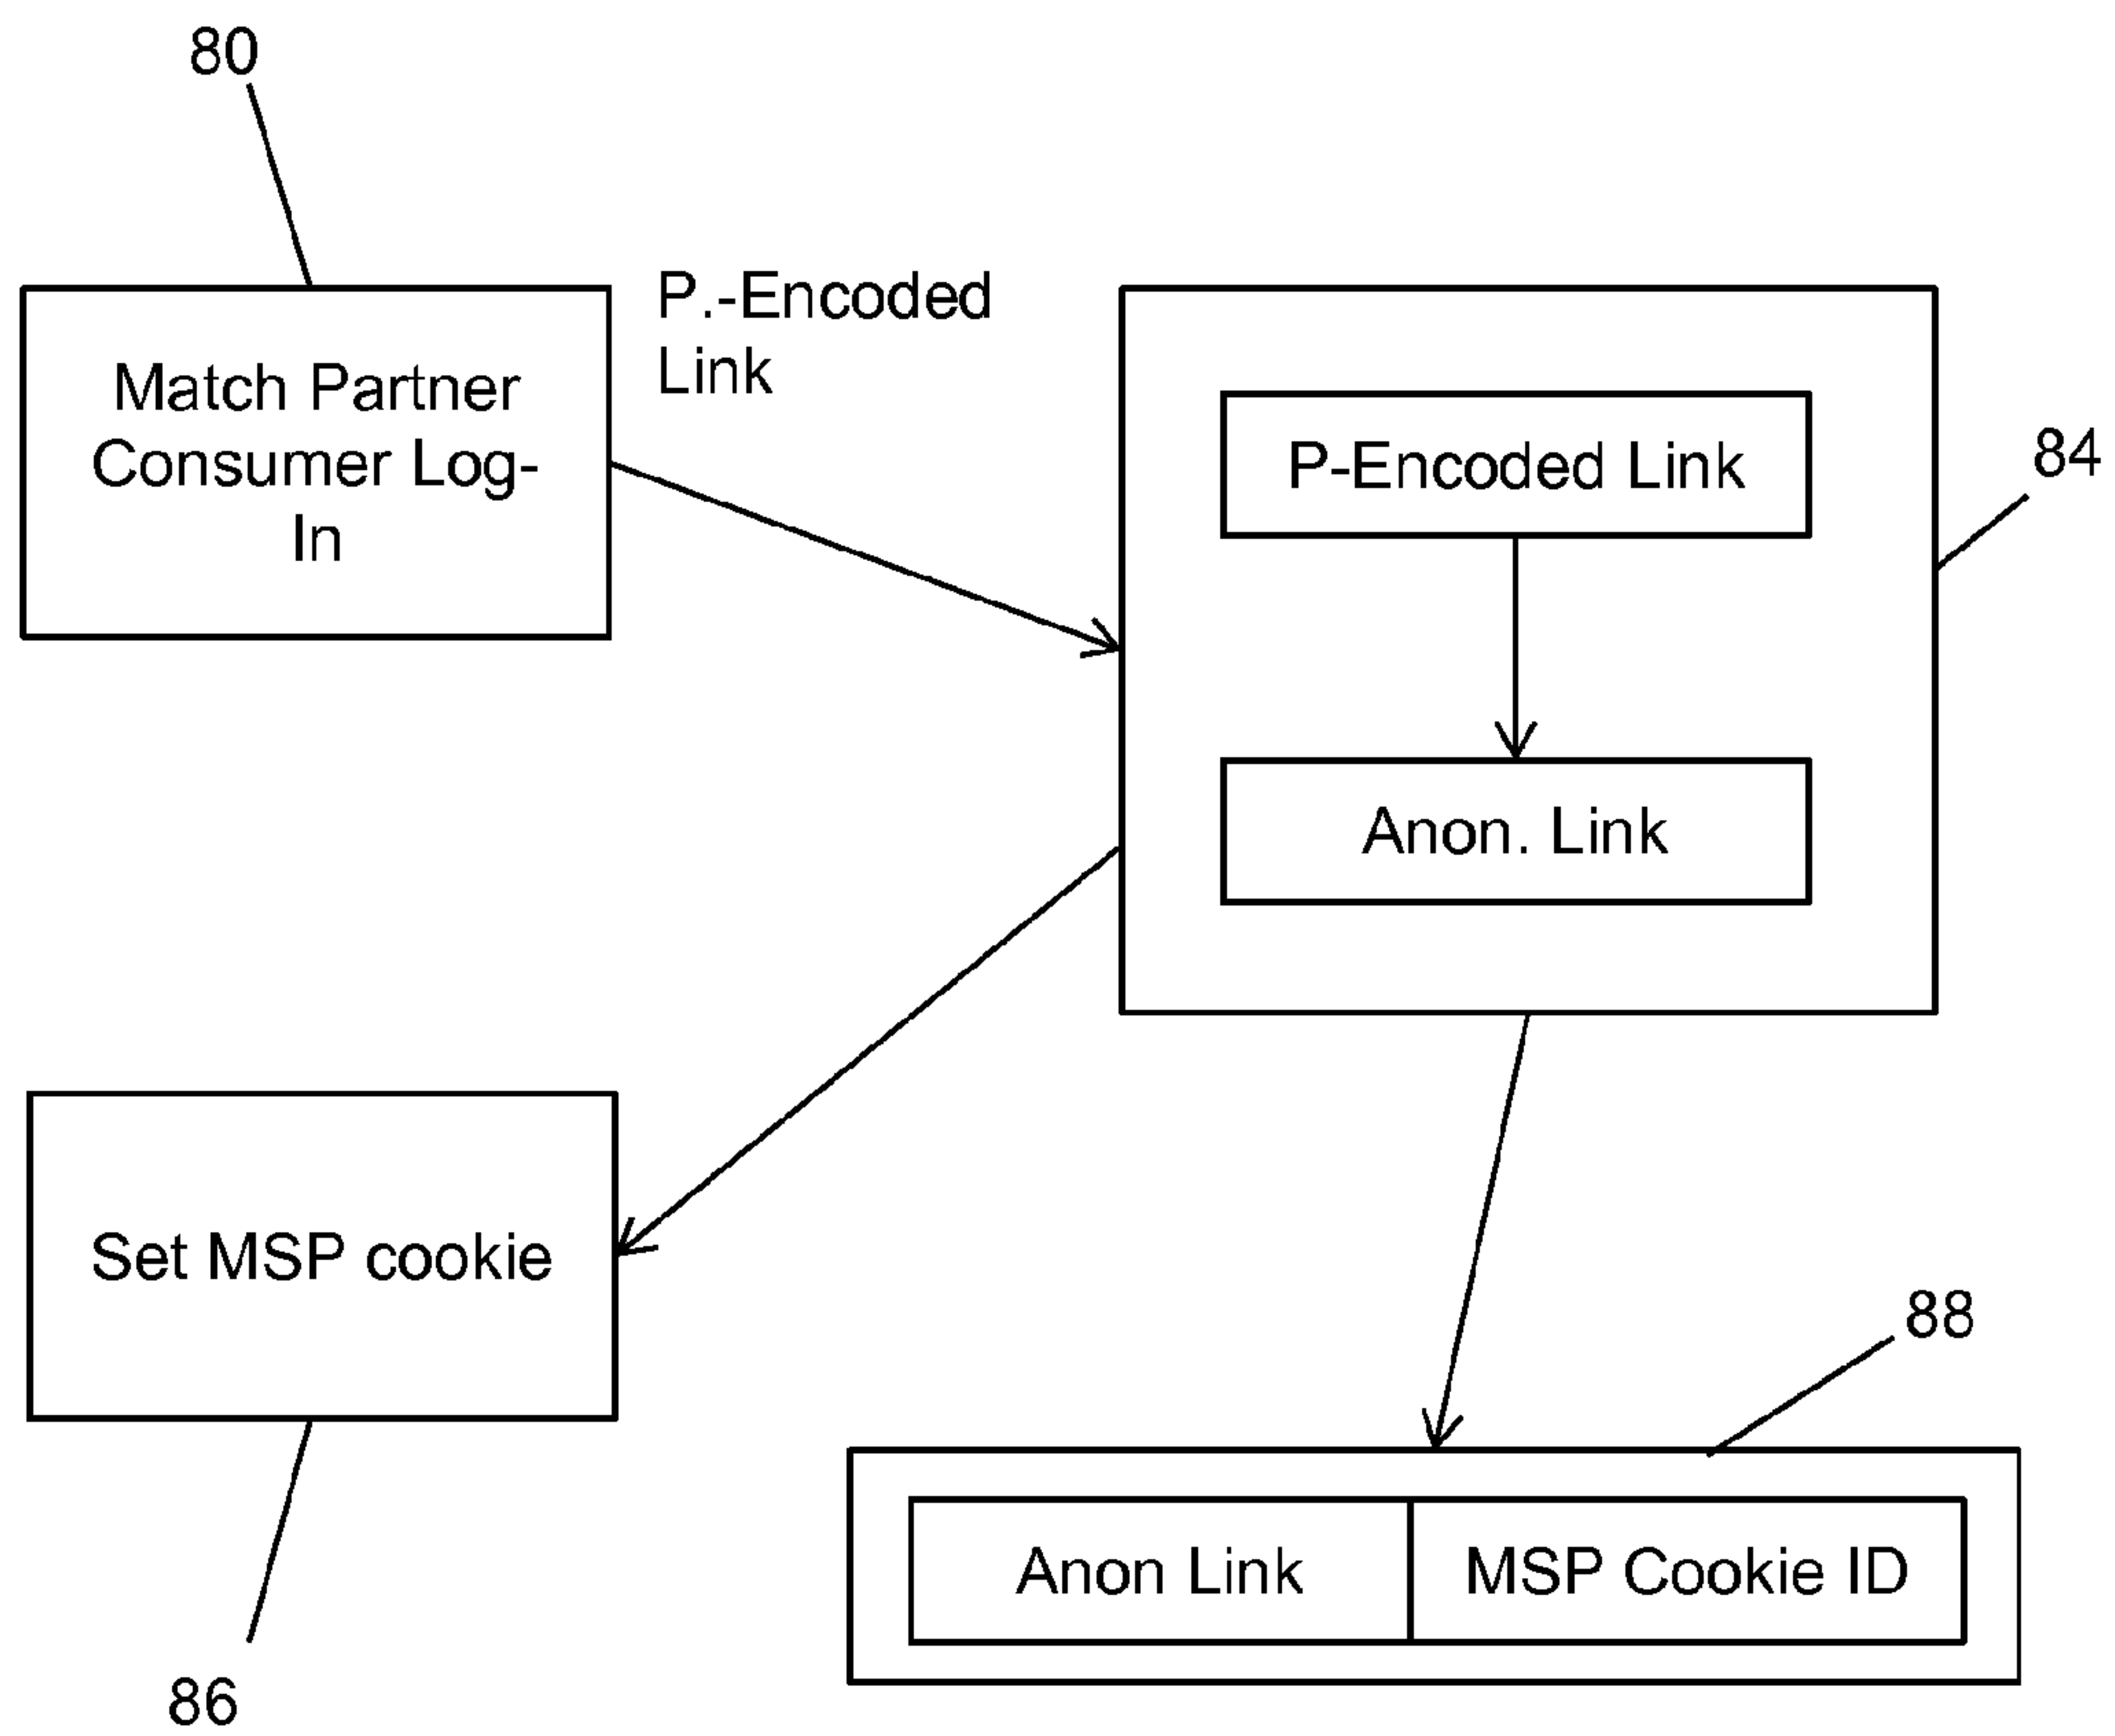 80
P.-Encoded
Link
Match Partner
Consumer Log-
In
P-Encoded Link
84
Anon. Link
Set MSP cookie
88
Anon Link
MSP Cookie ID
86